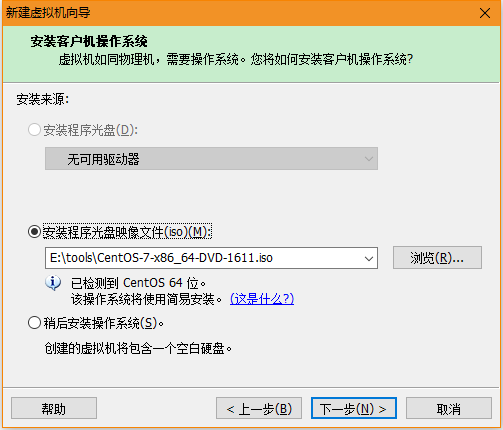 新建虚拟机向导
安装客户机操作系统
虚拟机如同物理机，需要操作系统。您将如何安装客户机操作系统?
安装来源:
安装程序光盘(D):
无可用驱动器
安装程序光盘映像文件(iso)(M):
E:\tools\CentOS-7-x86_64-DVD-1611.iso
浏览(R)...
已检测到 CentOS 64 位。
该操作系统将使用简易安装。 (这是什么?)
稍后安装操作系统(S)。
创建的虚拟机将包含一个空白硬盘。
帮助
< 上一步(B)
下一步(N) >
取消